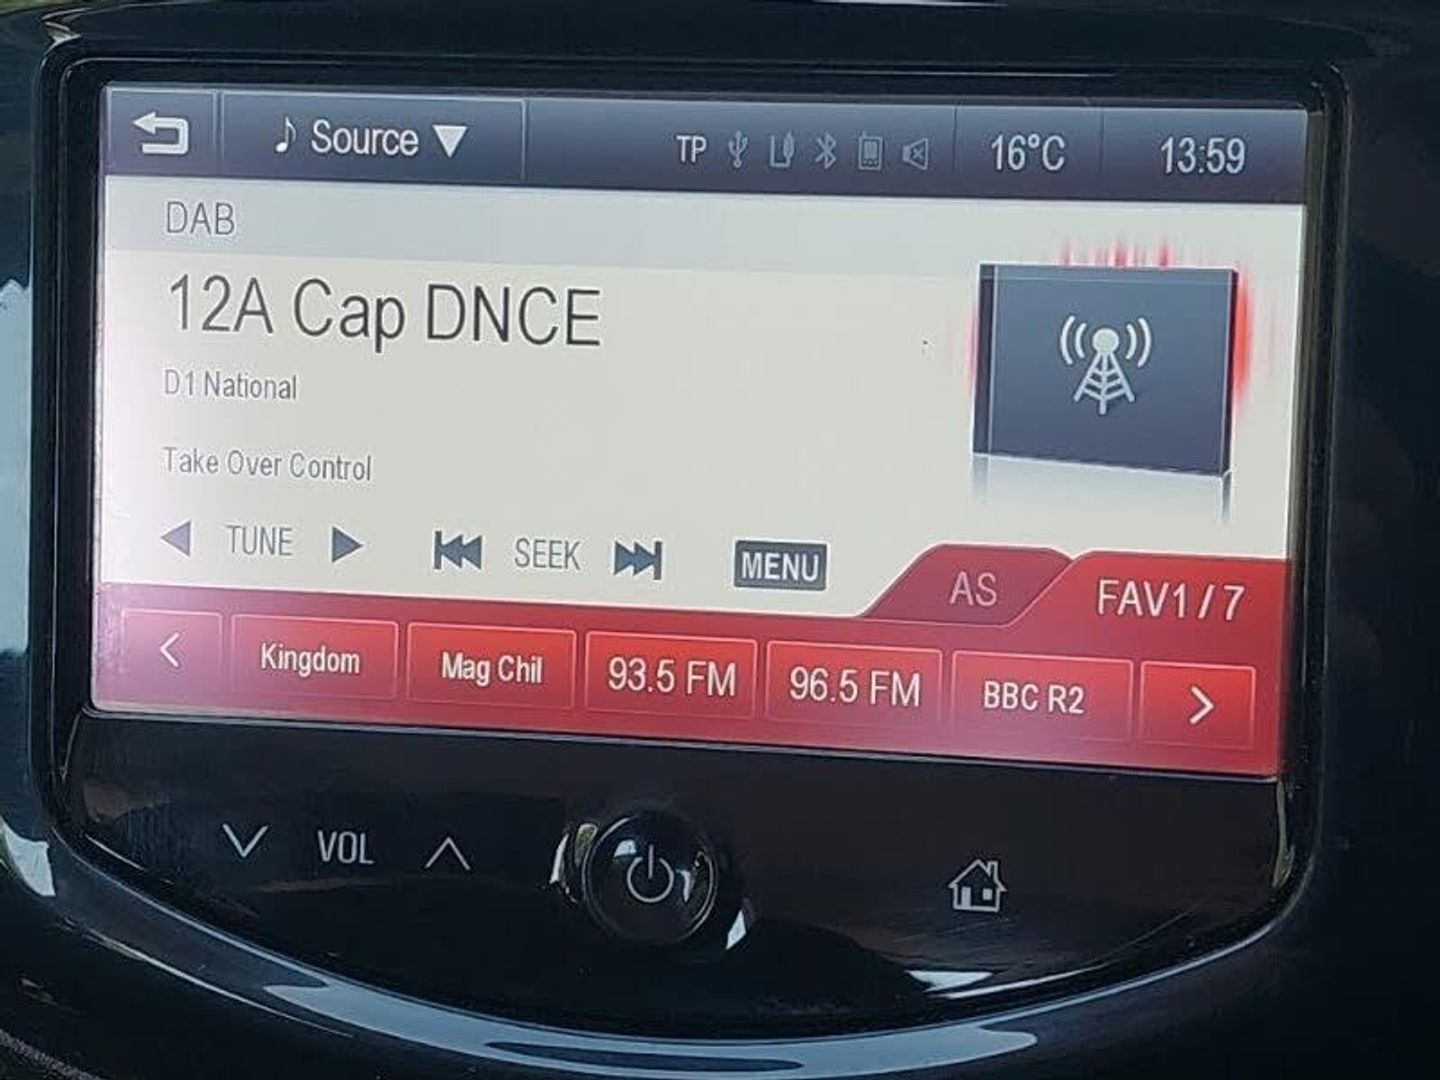 Source TP 16°C 13:59
DAB
12A Cap DNCE
D1 National
Take Over Control
TUNE SEEK MENU
AS FAV1/7
Kingdom Mag Chil 93.5 FM 96.5 FM BBC R2
VOL